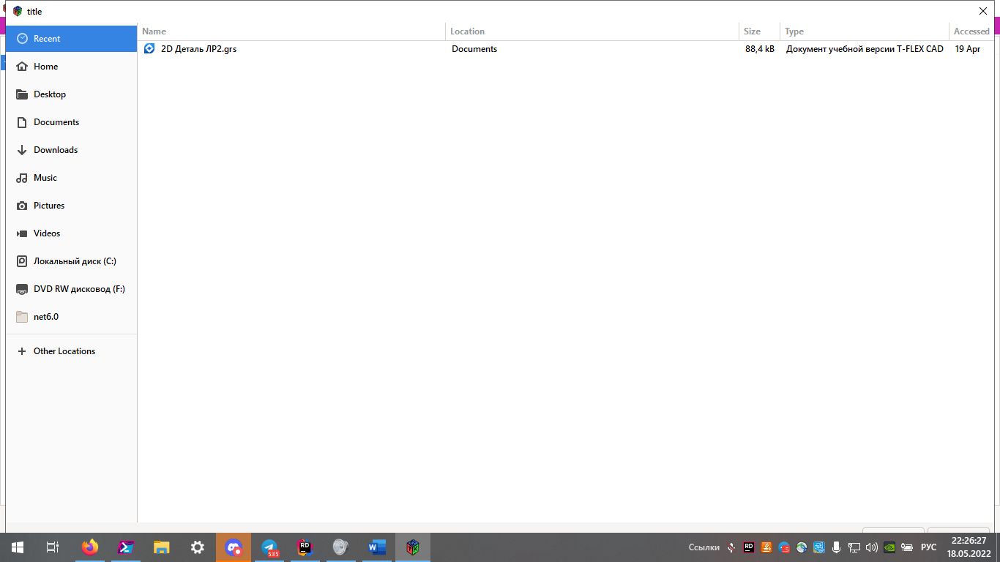 title
Recent
Home
Desktop
Documents
Downloads
Music
Pictures
Videos
Локальный диск (C:)
DVD RW дисковод (F:)
net6.0
Other Locations
Name Location Size Type Accessed
2D Деталь ЛР2.grs Documents 88,4 kB Документ учебной версии T-FLEX CAD 19 Apr
535
RD
W
Ссылки
RD
РУС
22:26:27
18.05.2022